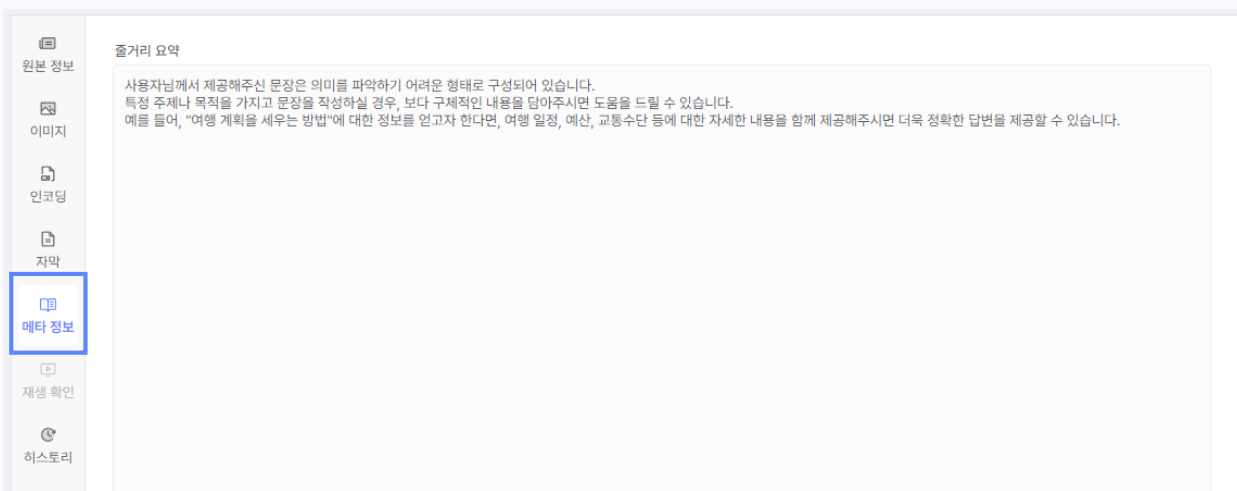 원본 정보
이미지
인코딩
자막
메타 정보
재생 확인
히스토리
줄거리 요약
사용자님께서 제공해주신 문장은 의미를 파악하기 어려운 형태로 구성되어 있습니다.
특정 주제나 목적을 가지고 문장을 작성하실 경우, 보다 구체적인 내용을 담아주시면 도움을 드릴 수 있습니다.
예를 들어, "여행 계획을 세우는 방법"에 대한 정보를 얻고자 한다면, 여행 일정, 예산, 교통수단 등에 대한 자세한 내용을 함께 제공해주시면 더욱 정확한 답변을 제공할 수 있습니다.